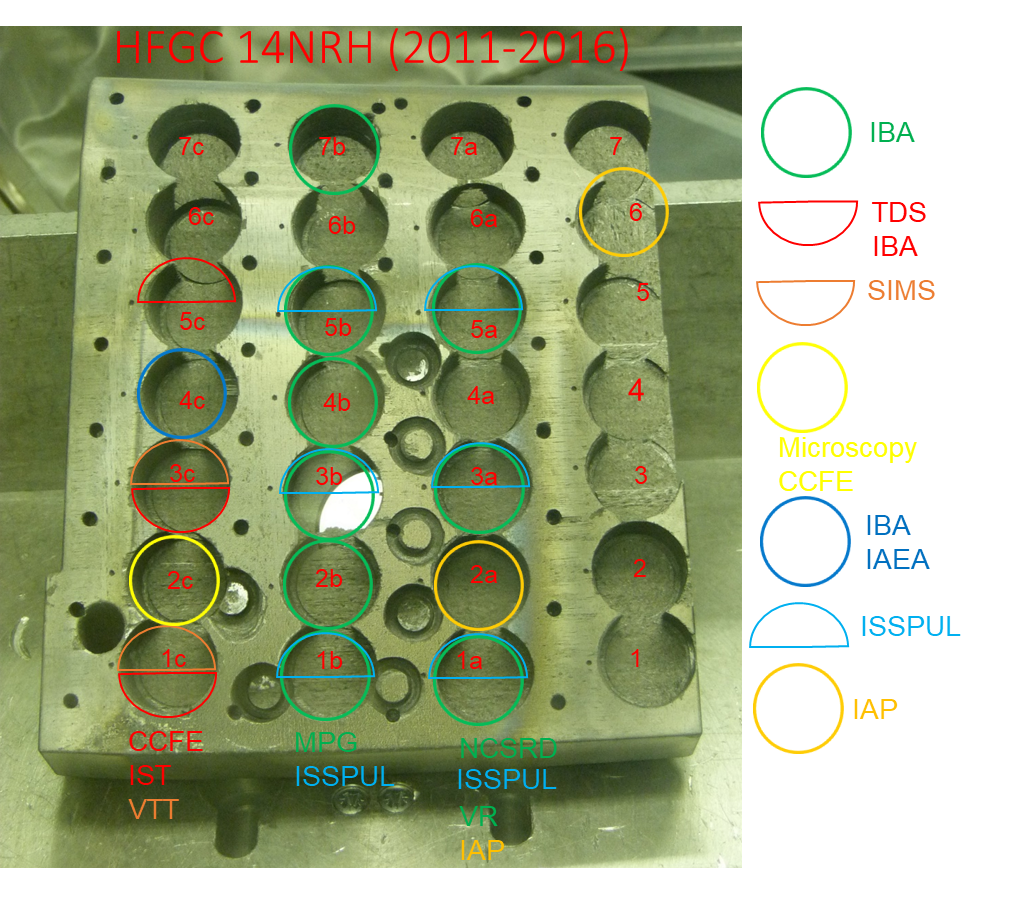 HFGC 14NRH (2011-2016)
7c 7b 7a 7
6c 6b 6a 6
5c 5b 5a 5
4c 4b 4a 4
3c 3b 3a 3
2c 2b 2a 2
1c 1b 1a 1
CCFE
IST
VTT
MPG
ISSPUL
NCSRD
ISSPUL
VR
IAP
IBA
TDS
IBA
SIMS
Microscopy
CCFE
IBA
IAEA
ISSPUL
IAP